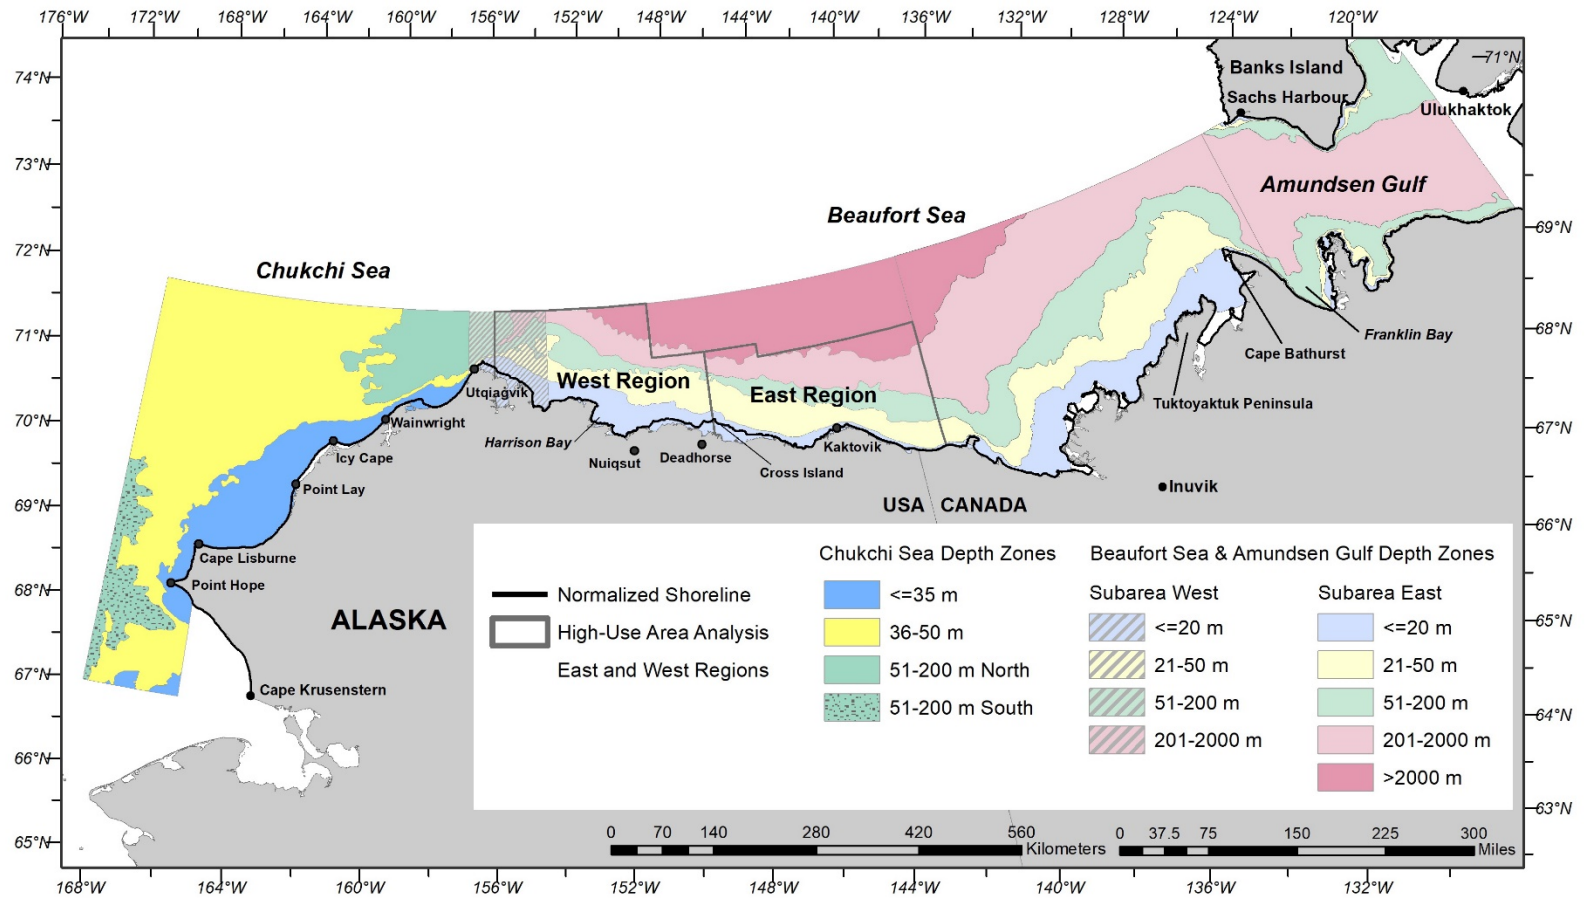 176°W 172°W 164°W 160°W 156°W 152°W 148°W 144°W 140°W 136°W 132°W 128°W 124°W 120°W
74°N
73°N
72°N
71°N
70°N
69°N
68°N
67°N
66°N
65°N
71°N
69°N
68°N
67°N
66°N
65°N
64°N
63°N
Banks Island
Sachs Harbour
Ulukhaktok
Amundsen Gulf
Beaufort Sea
Chukchi Sea
Franklin Bay
Cape Bathurst
Tuktoyaktuk Peninsula
West Region
East Region
Utqiaġvik
Wainwright
Icy Cape
Point Lay
Cape Lisburne
Point Hope
Cape Krusenstern
Harrison Bay
Nuiqsut
Deadhorse
Cross Island
Kaktovik
Inuvik
USA CANADA
ALASKA
Normalized Shoreline
High-Use Area Analysis
East and West Regions
Chukchi Sea Depth Zones
<=35 m
36-50 m
51-200 m North
51-200 m South
Beaufort Sea & Amundsen Gulf Depth Zones
Subarea West
<=20 m
21-50 m
51-200 m
201-2000 m
Subarea East
<=20 m
21-50 m
51-200 m
201-2000 m
>2000 m
0 70 140 280 420 560
Kilometers
0 37.5 75 150 225 300
Miles
168°W 164°W 160°W 156°W 152°W 148°W 144°W 140°W 136°W 132°W